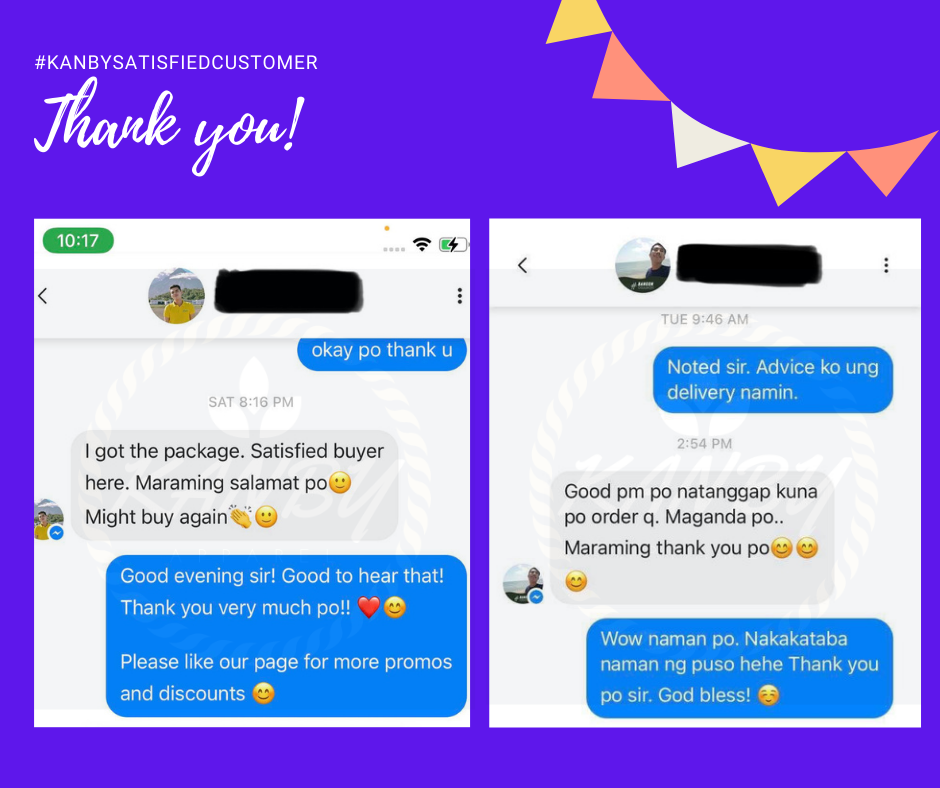 #KANBYSATISFIEDCUSTOMER
Thank you!
10:17
okay po thank u
SAT 8:16 PM
I got the package. Satisfied buyer
here. Maraming salamat po🙂
Might buy again👏🙂
Good evening sir! Good to hear that!
Thank you very much po!! ❤️😊
Please like our page for more promos
and discounts 😊
KANBY
TUE 9:46 AM
Noted sir. Advice ko ung
delivery namin.
2:54 PM
Good pm po natanggap kuna
po order q. Maganda po..
Maraming thank you po😊😊
😊
Wow naman po. Nakakataba
naman ng puso hehe Thank you
po sir. God bless! ☺️
KANBY